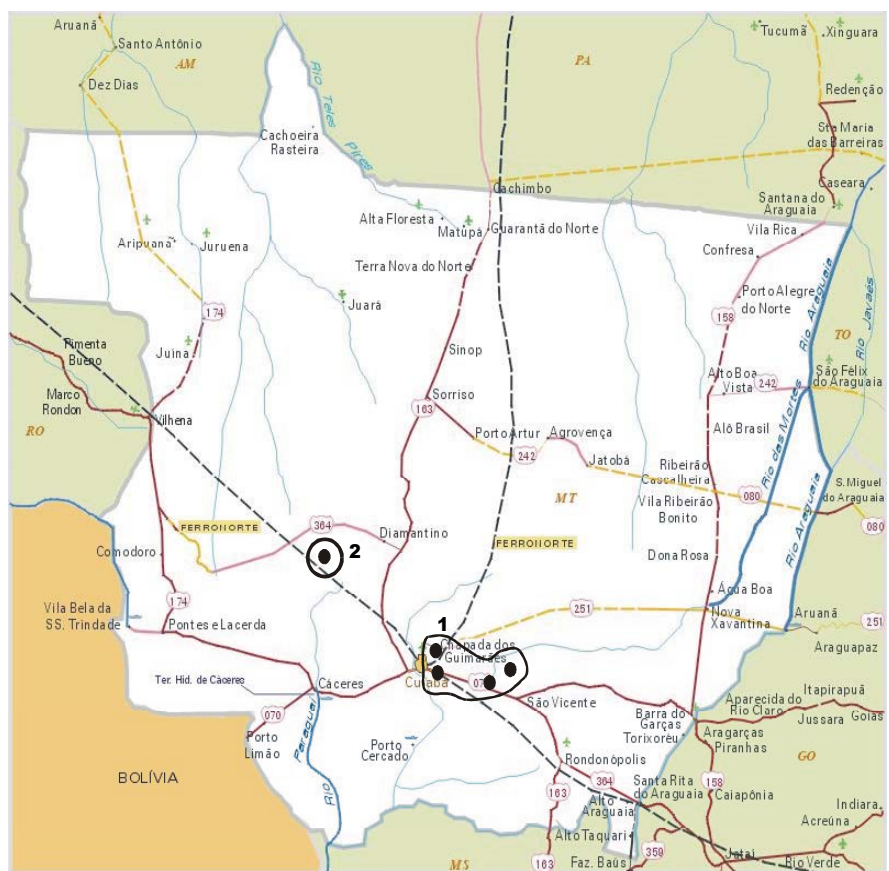 Aruanã
Santo Antônio
AM
Dez Dias
Rio Teles
Pires
Cachoeira
Rasteira
PA
Tucumã
Xinguara
Redenção
Sta Maria
das Barreiras
Caseara
Santana do
Araguaia
Cachimbo
Vila Rica
Confresa
Alta Floresta
Matupá
Guarantã do Norte
Aripuanã
Juruena
Terra Nova do Norte
Juará
174
Juina
Porto Alegre
do Norte
158
Rio Araguaia
Rio Javaés
TO
Pimenta
Bueno
Marco
Rondon
Vilhena
RO
Sinop
Sorriso
163
Alto Boa
Vista
242
São Félix
do Araguaia
Alô Brasil
Rio das Mortes
Porto Artur
Agrovença
242
Jatobá
Ribeirão
Cascalheira
MT
Vila Ribeirão
Bonito
080
S. Miguel
do Araguaia
080
Rio Araguaia
FERRONORTE
364
Diamantino
2
FERRONORTE
Dona Rosa
Comodoro
174
Água Boa
Nova
Xavantina
Aruanã
251
251
Araguapaz
Vila Bela da
SS. Trindade
Pontes e Lacerda
1
Chapada dos
Guimarães
Cuiabá
07
Ter. Hid. de Cáceres
Cáceres
São Vicente
Aparecida do
Rio Claro
Itapirapuã
Jussara
Goiás
Barra do
Garças
Torixoréu
Aragarças
Piranhas
070
Porto
Limão
Paraguai
Rio
Porto
Cercado
GO
BOLÍVIA
Rondonópolis
163
364
Santa Rita
do Araguaia
158
Caiapônia
Alto
Araguaia
Indiara
Acreúna
Alto Taquari
MS
163
Faz. Baús
359
Jataí
Rio Verde